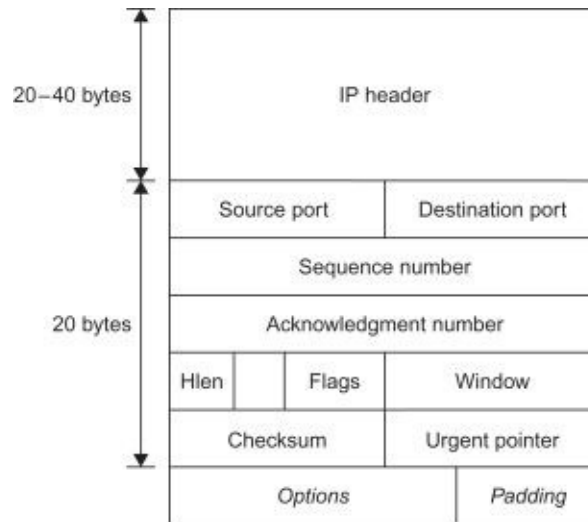 20–40 bytes
IP header
Source port
Destination port
Sequence number
20 bytes
Acknowledgment number
Hlen
Flags
Window
Checksum
Urgent pointer
Options
Padding